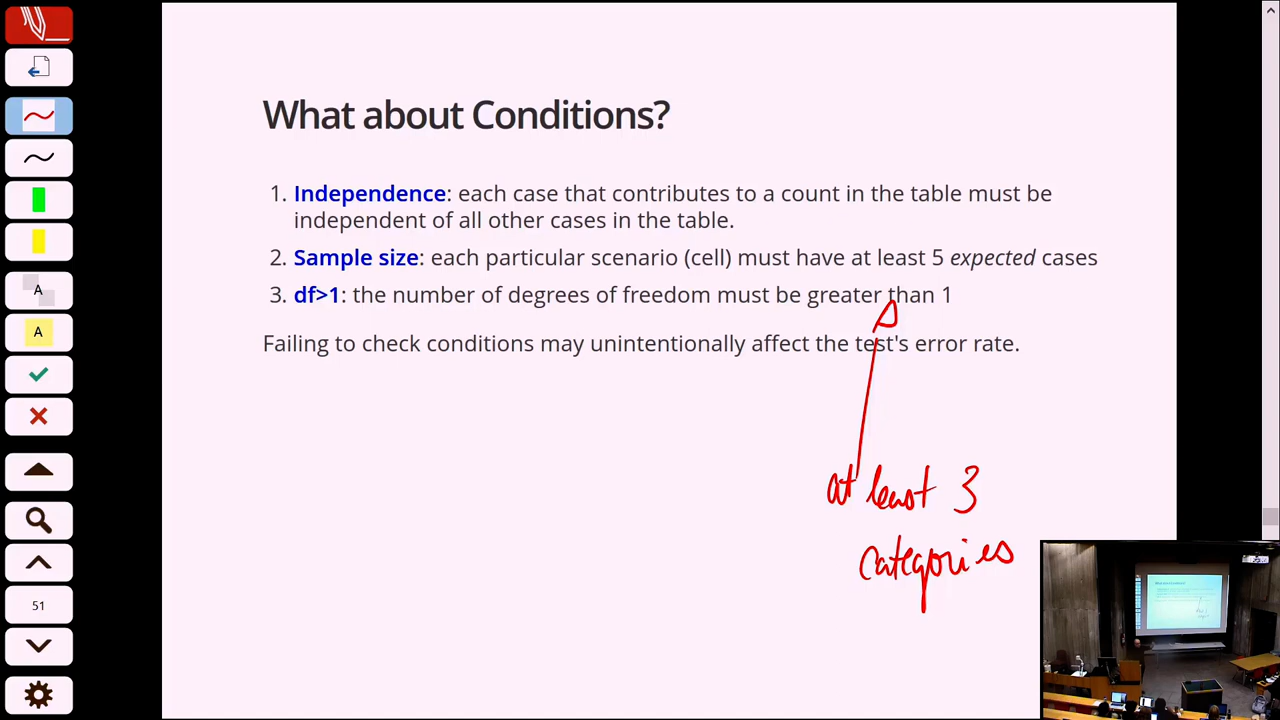 What about Conditions?
1. Independence: each case that contributes to a count in the table must be
independent of all other cases in the table.
2. Sample size: each particular scenario (cell) must have at least 5 expected cases
3. df>1: the number of degrees of freedom must be greater than 1
Failing to check conditions may unintentionally affect the test's error rate.
at least 3
categories
A
A
51